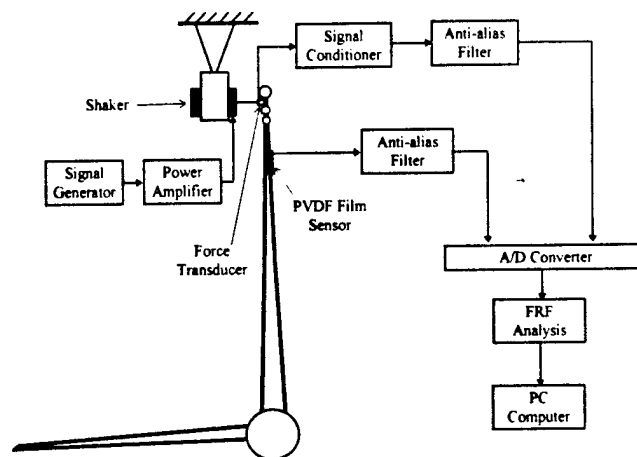 Signal
Conditioner
Anti-alias
Filter
Shaker
Signal
Generator
Power
Amplifier
Anti-alias
Filter
PVDF Film
Sensor
Force
Transducer
A/D Converter
FRF
Analysis
PC
Computer